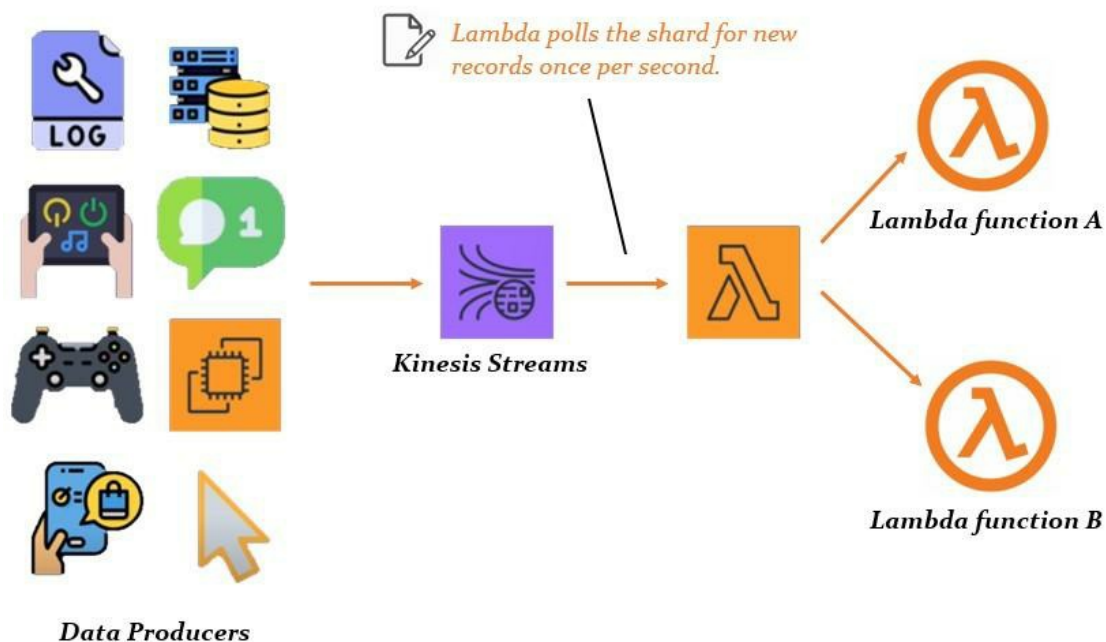 Lambda polls the shard for new
records once per second.
LOG
1
Lambda function A
Kinesis Streams
Lambda function B
Data Producers